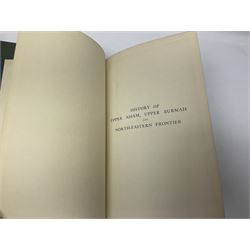 HISTORY OF
UPPER ASSAM, UPPER BURMAH
AND
NORTH-EASTERN FRONTIER